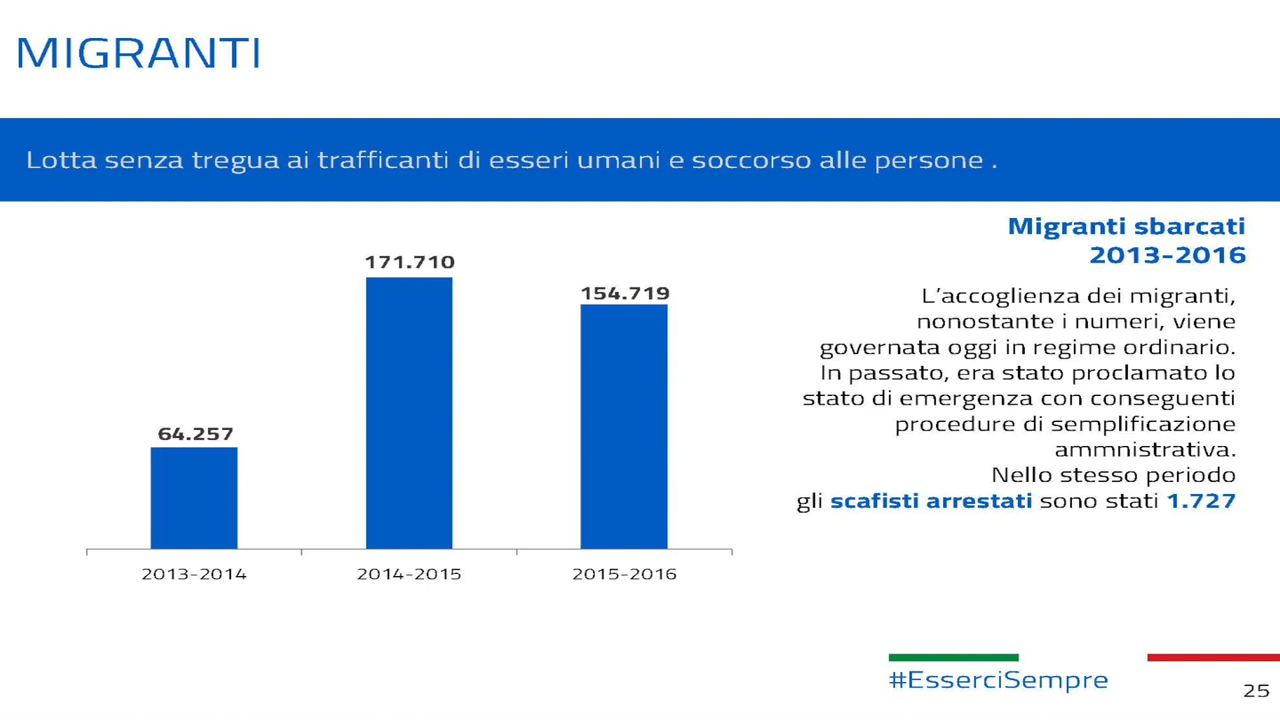 MIGRANTI
Lotta senza tregua ai trafficanti di esseri umani e soccorso alle persone .
Migranti sbarcati
2013-2016
171.710
154.719
64.257
2013-2014
2014-2015
2015-2016
L'accoglienza dei migranti,
nonostante i numeri, viene
governata oggi in regime ordinario.
In passato, era stato proclamato lo
stato di emergenza con conseguenti
procedure di semplificazione
ammnistrativa.
Nello stesso periodo
gli scafisti arrestati sono stati 1.727
#EsserciSempre
25